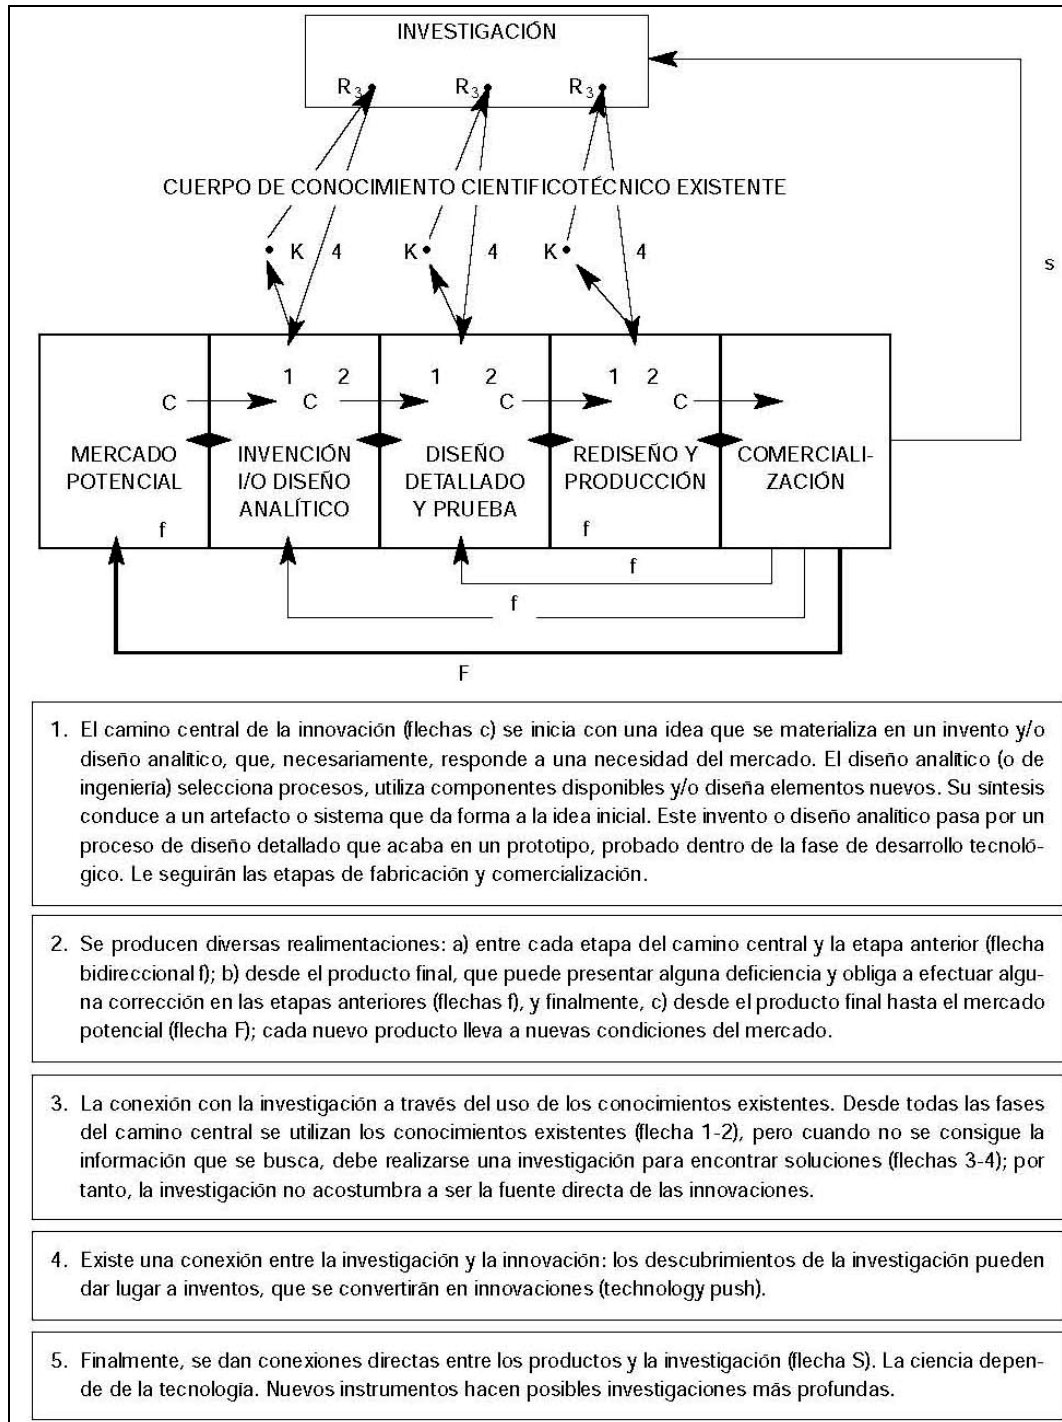 INVESTIGACIÓN
R3 R3 R3
CUERPO DE CONOCIMIENTO CIENTIFICOTÉCNICO EXISTENTE
K 4 K 4 K 4
s
1 2 1 2 1 2
C C C C
MERCADO POTENCIAL
INVENCIÓN I/O DISEÑO ANALÍTICO
DISEÑO DETALLADO Y PRUEBA
REDISEÑO Y PRODUCCIÓN
COMERCIALI-
ZACIÓN
f f
f
f
F
1. El camino central de la innovación (flechas c) se inicia con una idea que se materializa en un invento y/o
diseño analítico, que, necesariamente, responde a una necesidad del mercado. El diseño analítico (o de
ingeniería) selecciona procesos, utiliza componentes disponibles y/o diseña elementos nuevos. Su síntesis
conduce a un artefacto o sistema que da forma a la idea inicial. Este invento o diseño analítico pasa por un
proceso de diseño detallado que acaba en un prototipo, probado dentro de la fase de desarrollo tecnoló-
gico. Le seguirán las etapas de fabricación y comercialización.
2. Se producen diversas realimentaciones: a) entre cada etapa del camino central y la etapa anterior (flecha
bidireccional f); b) desde el producto final, que puede presentar alguna deficiencia y obliga a efectuar algu-
na corrección en las etapas anteriores (flechas f), y finalmente, c) desde el producto final hasta el mercado
potencial (flecha F); cada nuevo producto lleva a nuevas condiciones del mercado.
3. La conexión con la investigación a través del uso de los conocimientos existentes. Desde todas las fases
del camino central se utilizan los conocimientos existentes (flecha 1-2), pero cuando no se consigue la
información que se busca, debe realizarse una investigación para encontrar soluciones (flechas 3-4); por
tanto, la investigación no acostumbra a ser la fuente directa de las innovaciones.
4. Existe una conexión entre la investigación y la innovación: los descubrimientos de la investigación pueden
dar lugar a inventos, que se convertirán en innovaciones (technology push).
5. Finalmente, se dan conexiones directas entre los productos y la investigación (flecha S). La ciencia depen-
de de la tecnología. Nuevos instrumentos hacen posibles investigaciones más profundas.